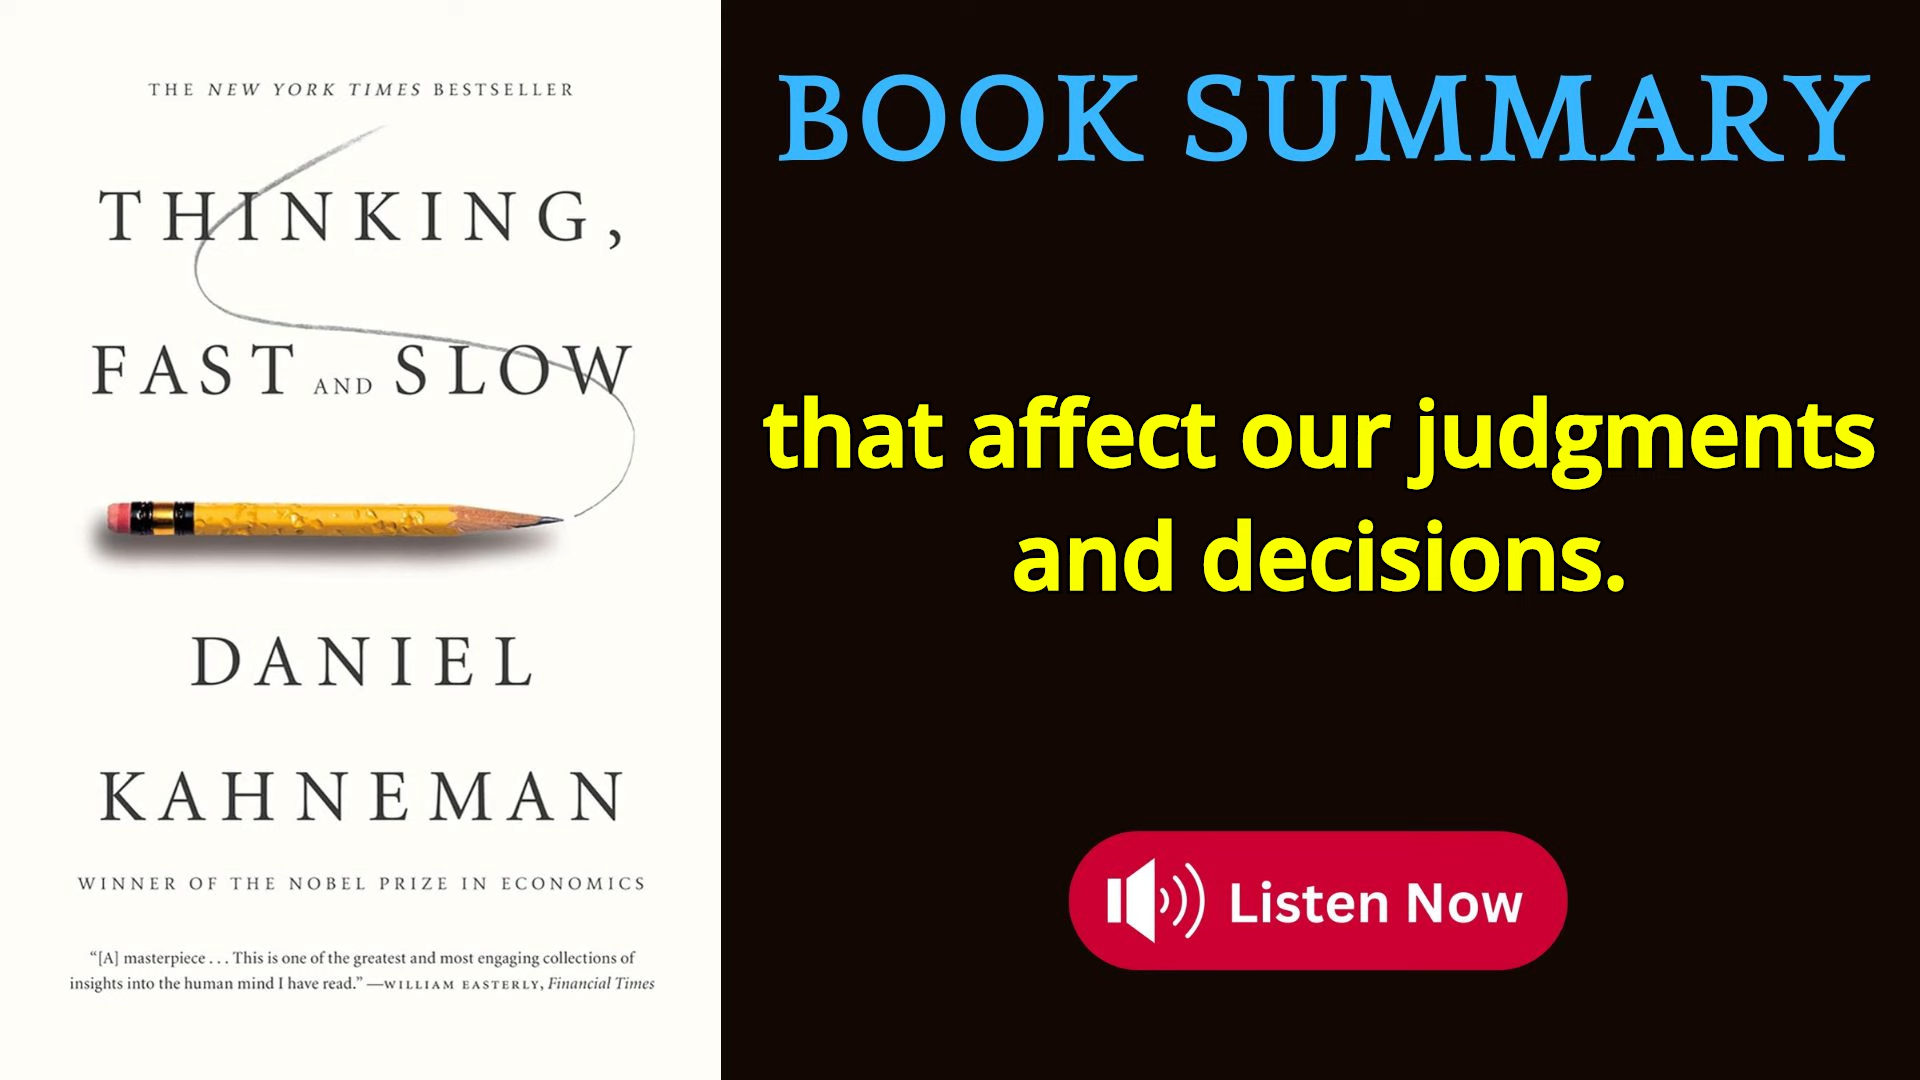 THE NEW YORK TIMES BESTSELLER
THINKING,
FAST AND SLOW
DANIEL
KAHNEMAN
WINNER OF THE NOBEL PRIZE IN ECONOMICS
“[A] masterpiece . . . This is one of the greatest and most engaging collections of
insights into the human mind I have read.” —WILLIAM EASTERLY, Financial Times
BOOK SUMMARY
that affect our judgments
and decisions.
Listen Now